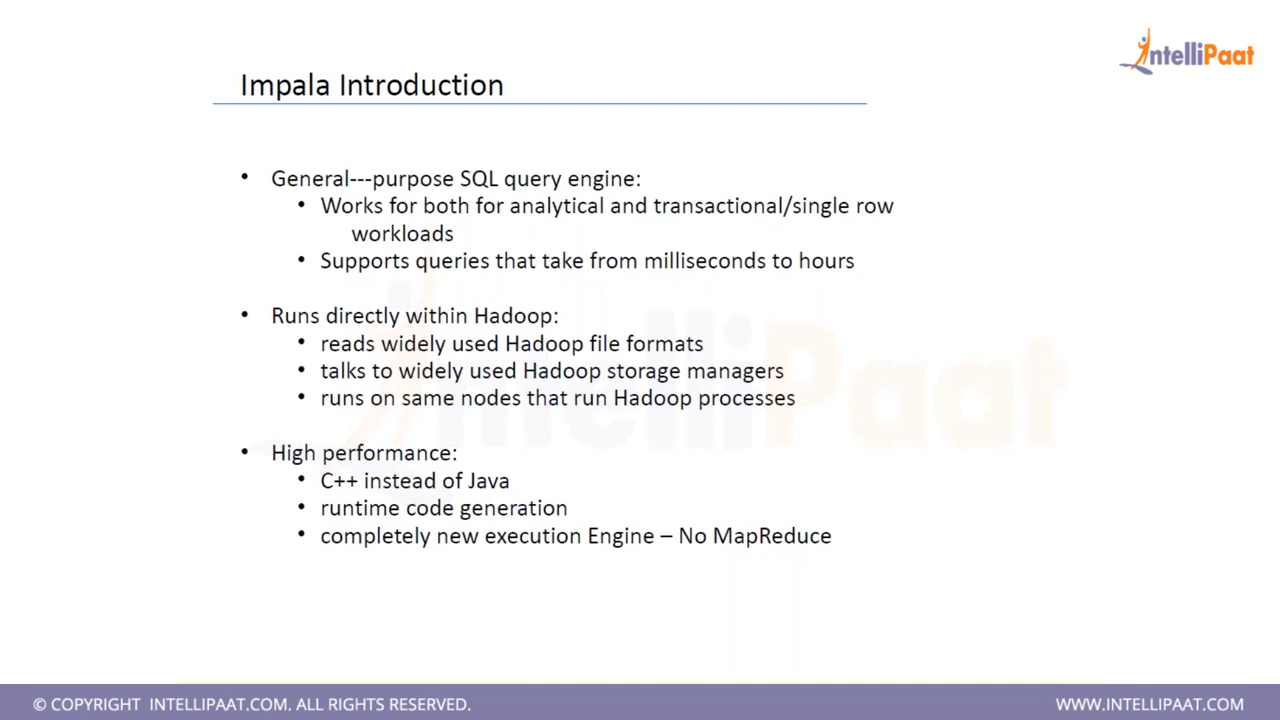 IntelliPaat
Impala Introduction
• General---purpose SQL query engine:
• Works for both for analytical and transactional/single row
workloads
• Supports queries that take from milliseconds to hours
• Runs directly within Hadoop:
• reads widely used Hadoop file formats
• talks to widely used Hadoop storage managers
• runs on same nodes that run Hadoop processes
• High performance:
• C++ instead of Java
• runtime code generation
• completely new execution Engine – No MapReduce
IntelliPaat
© COPYRIGHT INTELLIPAAT.COM. ALL RIGHTS RESERVED.
WWW.INTELLIPAAT.COM